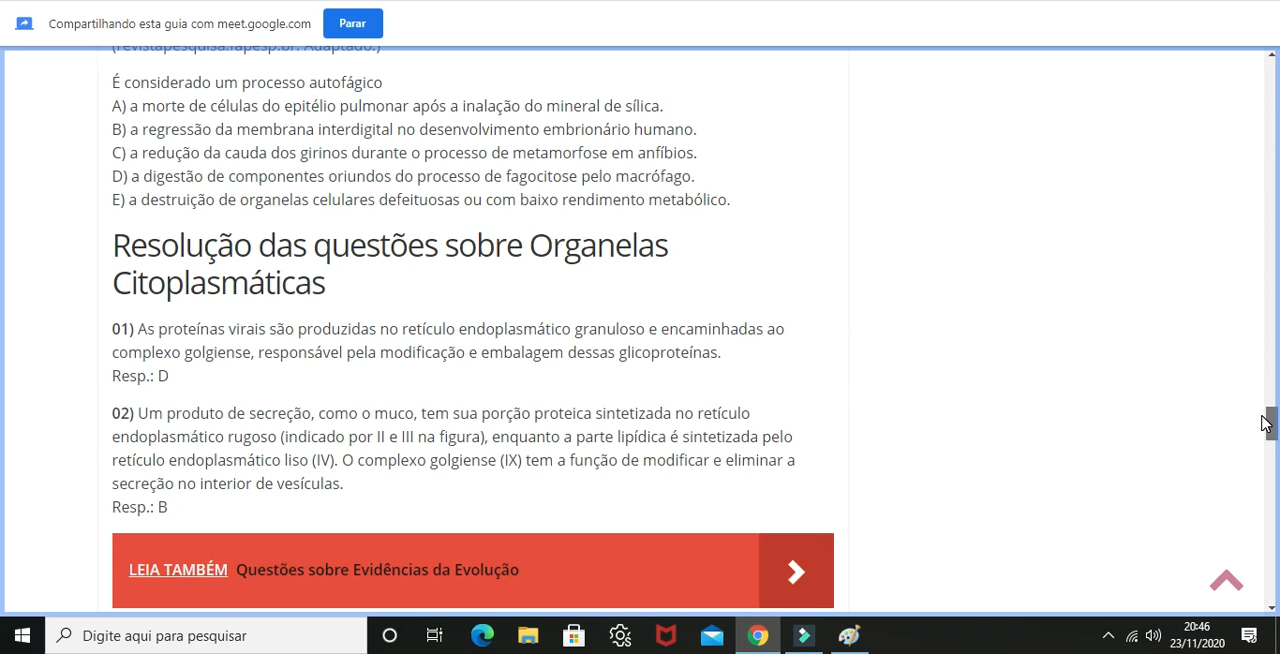 Compartilhando esta guia com meet.google.com
Parar
(revistapesquisa.fapesp.br. Adaptado.)
É considerado um processo autofágico
A) a morte de células do epitélio pulmonar após a inalação do mineral de sílica.
B) a regressão da membrana interdigital no desenvolvimento embrionário humano.
C) a redução da cauda dos girinos durante o processo de metamorfose em anfíbios.
D) a digestão de componentes oriundos do processo de fagocitose pelo macrófago.
E) a destruição de organelas celulares defeituosas ou com baixo rendimento metabólico.
Resolução das questões sobre Organelas
Citoplasmáticas
01) As proteínas virais são produzidas no retículo endoplasmático granuloso e encaminhadas ao
complexo golgiense, responsável pela modificação e embalagem dessas glicoproteínas.
Resp.: D
02) Um produto de secreção, como o muco, tem sua porção proteica sintetizada no retículo
endoplasmático rugoso (indicado por II e III na figura), enquanto a parte lipídica é sintetizada pelo
retículo endoplasmático liso (IV). O complexo golgiense (IX) tem a função de modificar e eliminar a
secreção no interior de vesículas.
Resp.: B
LEIA TAMBÉM Questões sobre Evidências da Evolução
Digite aqui para pesquisar
20:46
23/11/2020